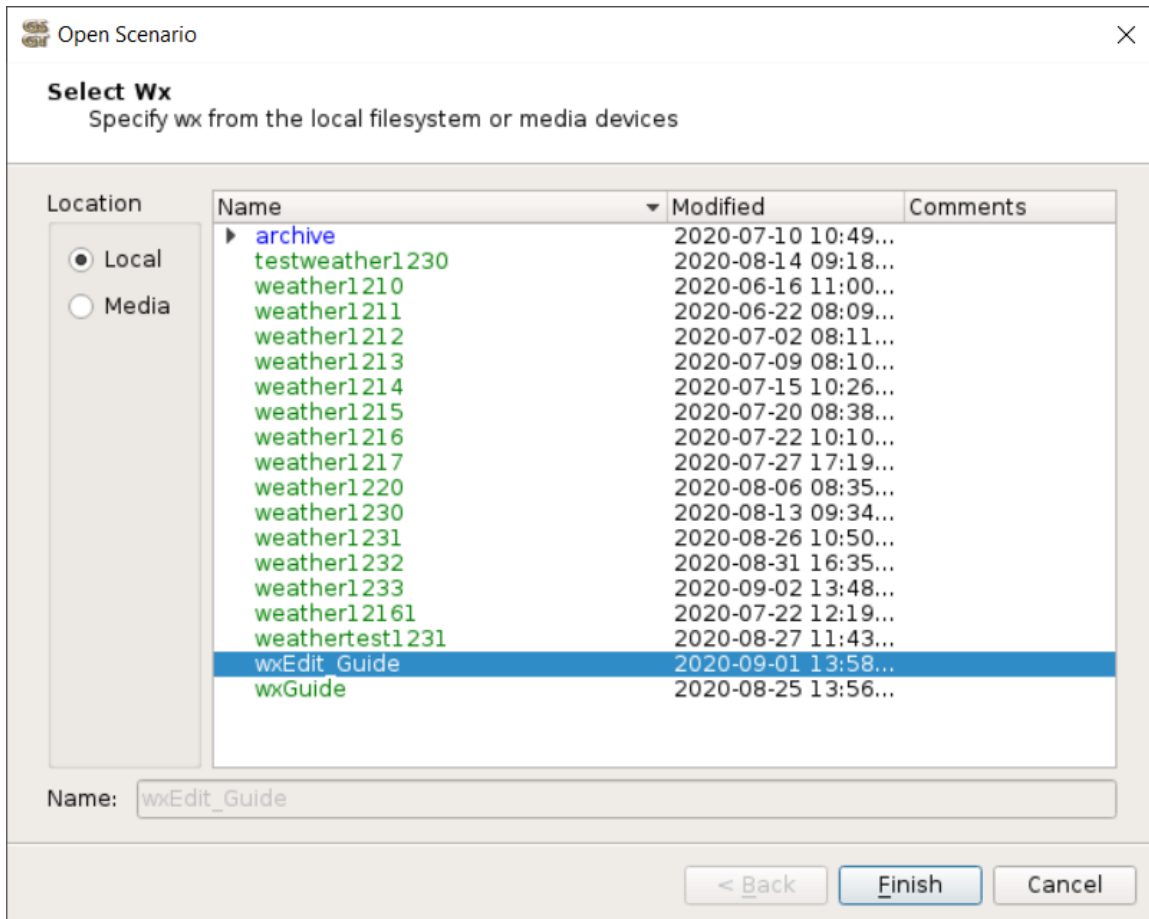 Open Scenario
Select Wx
Specify wx from the local filesystem or media devices
Location
Local
Media
Name Modified Comments
archive 2020-07-10 10:49...
testweather1230 2020-08-14 09:18...
weather1210 2020-06-16 11:00...
weather1211 2020-06-22 08:09...
weather1212 2020-07-02 08:11...
weather1213 2020-07-09 08:10...
weather1214 2020-07-15 10:26...
weather1215 2020-07-20 08:38...
weather1216 2020-07-22 10:10...
weather1217 2020-07-27 17:19...
weather1220 2020-08-06 08:35...
weather1230 2020-08-13 09:34...
weather1231 2020-08-26 10:50...
weather1232 2020-08-31 16:35...
weather1233 2020-09-02 13:48...
weather12161 2020-07-22 12:19...
weathertest1231 2020-08-27 11:43...
wxEdit_Guide 2020-09-01 13:58...
wxGuide 2020-08-25 13:56...
Name: wxEdit_Guide
< Back Finish Cancel